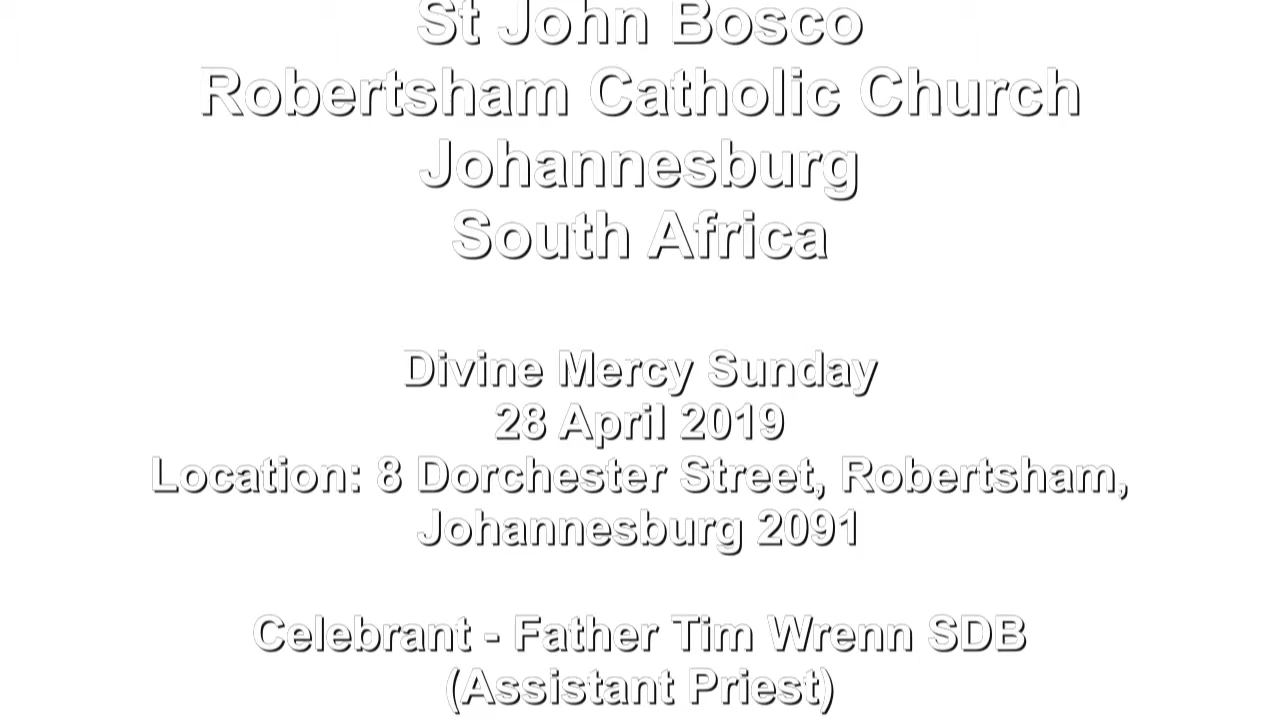 St John Bosco
Robertsham Catholic Church
Johannesburg
South Africa
Divine Mercy Sunday
28 April 2019
Location: 8 Dorchester Street, Robertsham,
Johannesburg 2091
Celebrant - Father Tim Wrenn SDB
(Assistant Priest)